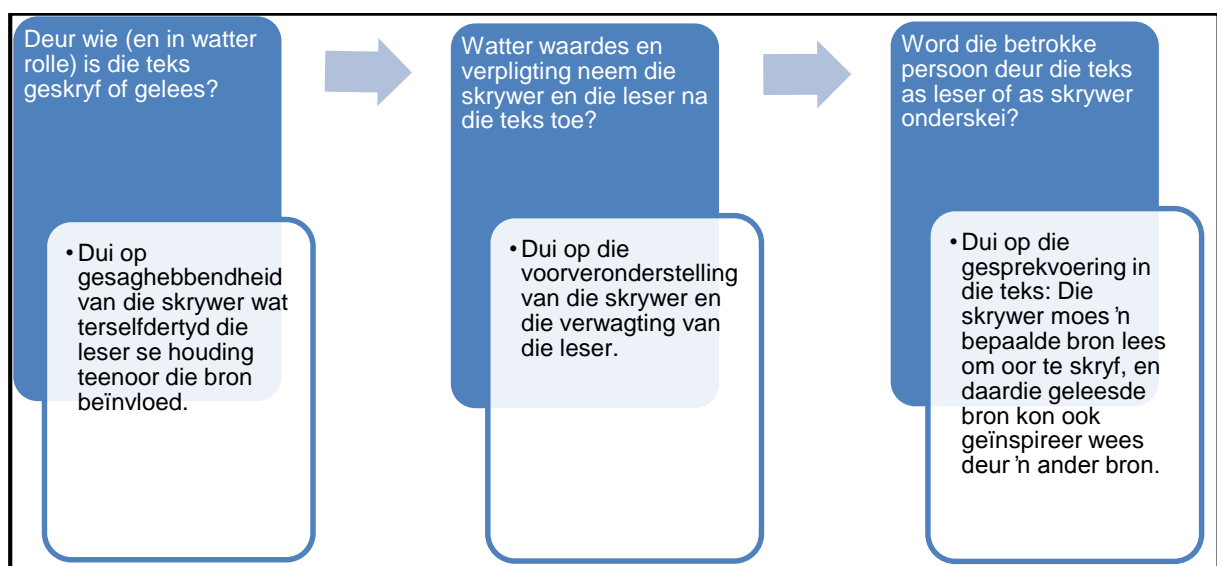 Deur wie (en in watter
rolle) is die teks
geskryf of gelees?
• Dui op
gesaghebbendheid
van die skrywer wat
terselfdertyd die
leser se houding
teenoor die bron
beïnvloed.
Watter waardes en
verpligting neem die
skrywer en die leser na
die teks toe?
• Dui op die
voorveronderstelling
van die skrywer en
die verwagting van
die leser.
Word die betrokke
persoon deur die teks
as leser of as skrywer
onderskei?
• Dui op die
gesprekvoering in
die teks: Die
skrywer moes ’n
bepaalde bron lees
om oor te skryf, en
daardie geleesde
bron kon ook
geïnspireer wees
deur ’n ander bron.